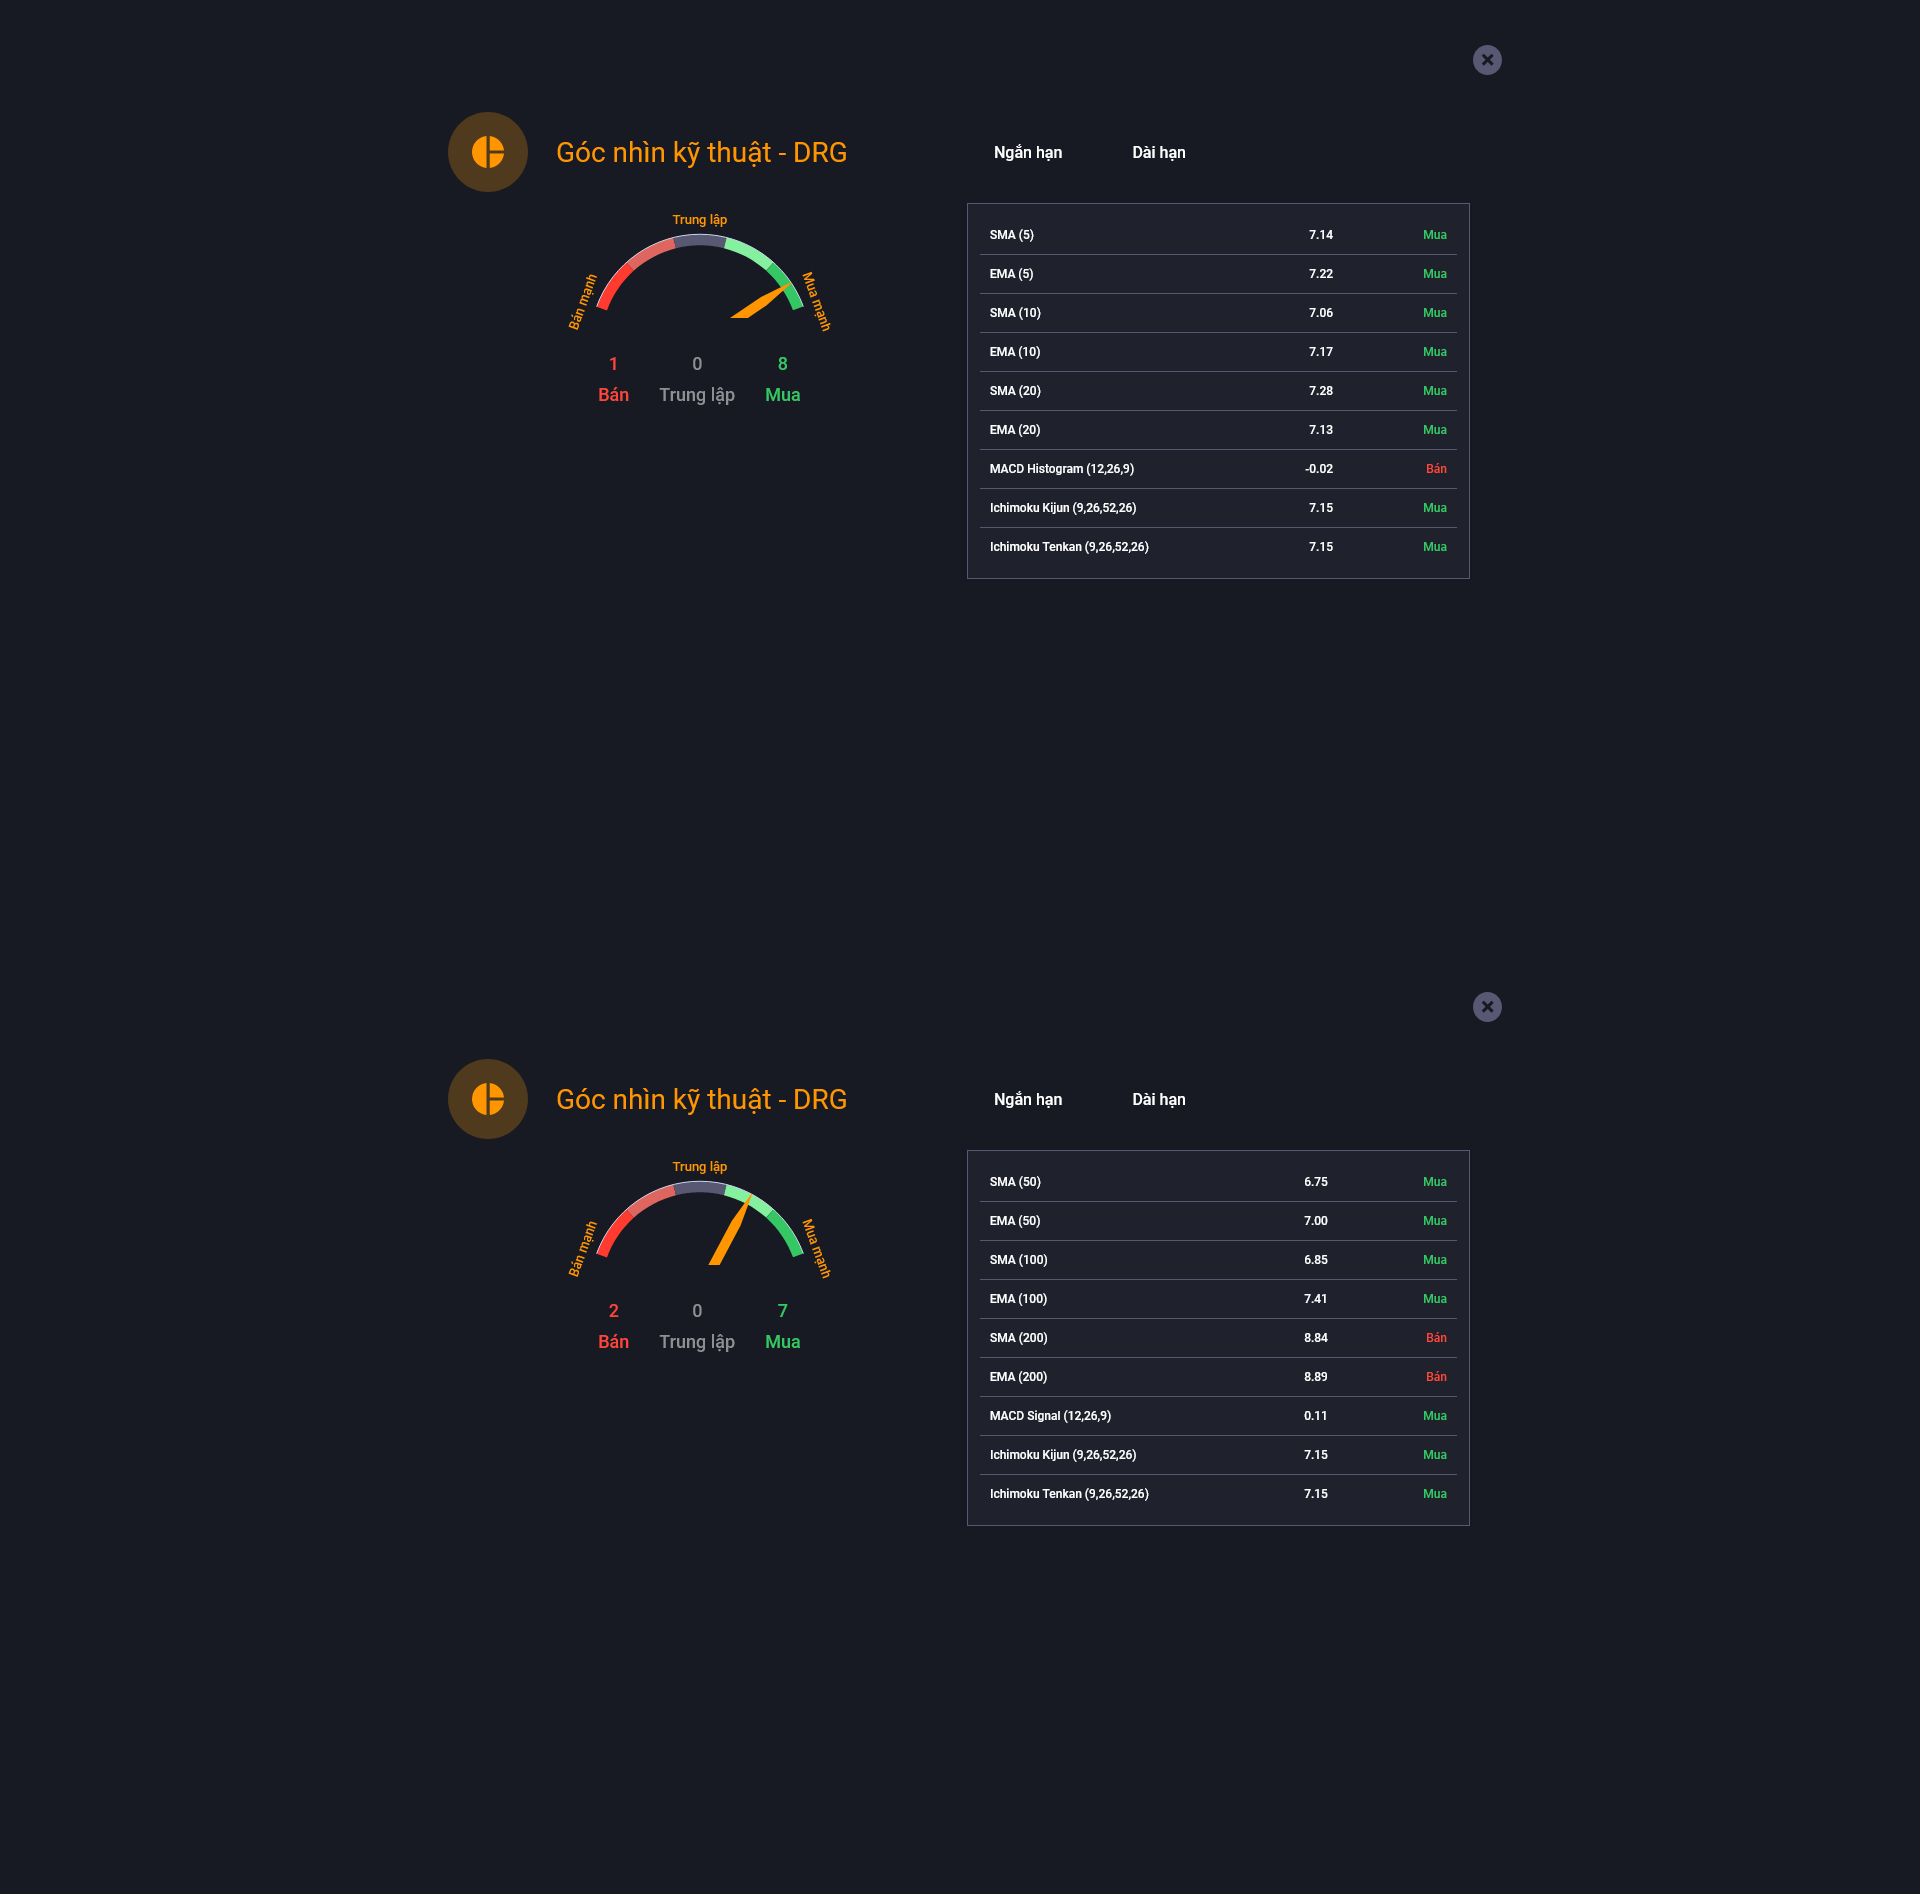 Góc nhìn kỹ thuật - DRG
Ngắn hạn Dài hạn
Trung lập
Bán mạnh
Mua mạnh
1 0 8
Bán Trung lập Mua
SMA (5) 7.14 Mua
EMA (5) 7.22 Mua
SMA (10) 7.06 Mua
EMA (10) 7.17 Mua
SMA (20) 7.28 Mua
EMA (20) 7.13 Mua
MACD Histogram (12,26,9) -0.02 Bán
Ichimoku Kijun (9,26,52,26) 7.15 Mua
Ichimoku Tenkan (9,26,52,26) 7.15 Mua
Góc nhìn kỹ thuật - DRG
Ngắn hạn Dài hạn
Trung lập
Bán mạnh
Mua mạnh
2 0 7
Bán Trung lập Mua
SMA (50) 6.75 Mua
EMA (50) 7.00 Mua
SMA (100) 6.85 Mua
EMA (100) 7.41 Mua
SMA (200) 8.84 Bán
EMA (200) 8.89 Bán
MACD Signal (12,26,9) 0.11 Mua
Ichimoku Kijun (9,26,52,26) 7.15 Mua
Ichimoku Tenkan (9,26,52,26) 7.15 Mua